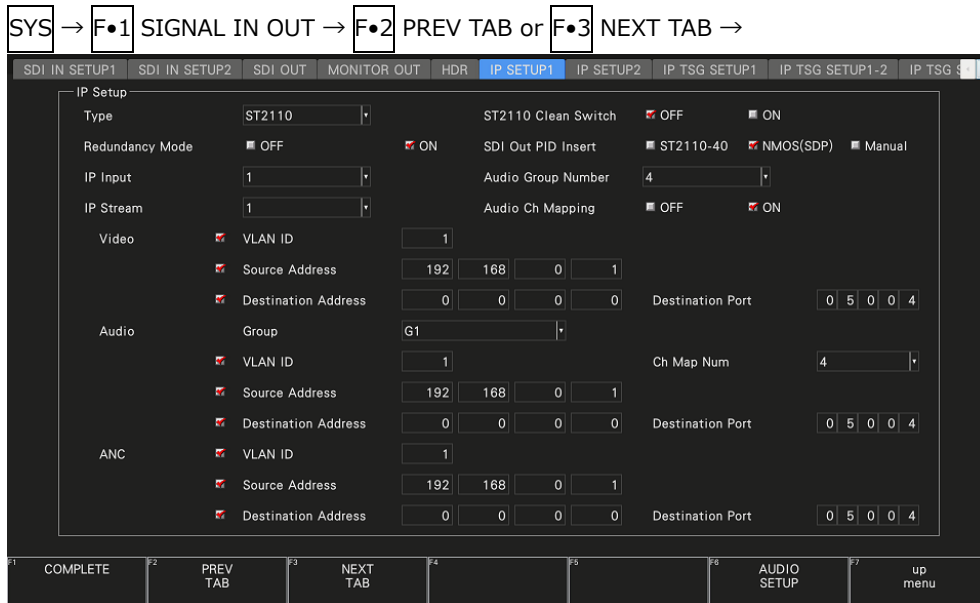 SYS → F•1 SIGNAL IN OUT → F•2 PREV TAB or F•3 NEXT TAB →
SDI IN SETUP1 SDI IN SETUP2 SDI OUT MONITOR OUT HDR IP SETUP1 IP SETUP2 IP TSG SETUP1 IP TSG SETUP1-2 IP TSG
IP Setup
Type ST2110 ST2110 Clean Switch OFF ON
Redundancy Mode OFF ON SDI Out PID Insert ST2110-40 NMOS(SDP) Manual
IP Input 1 Audio Group Number 4
IP Stream 1 Audio Ch Mapping OFF ON
Video VLAN ID 1
Source Address 192 168 0 1
Destination Address 0 0 0 0 Destination Port 0 5 0 0 4
Audio Group G1
VLAN ID 1 Ch Map Num 4
Source Address 192 168 0 1
Destination Address 0 0 0 0 Destination Port 0 5 0 0 4
ANC VLAN ID 1
Source Address 192 168 0 1
Destination Address 0 0 0 0 Destination Port 0 5 0 0 4
F1 COMPLETE F2 PREV F3 NEXT F4 F5 F6 AUDIO F7 up
TAB TAB SETUP menu